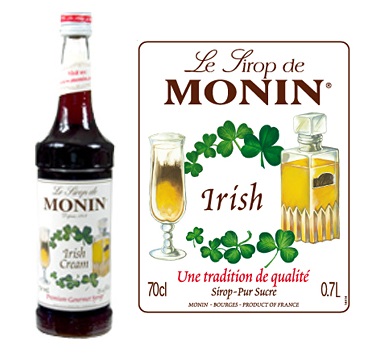 Le Sirop de
MONIN
Irish
Cream
Premium Gourmet Syrup
Le Sirop de
MONIN®
Irish
Une tradition de qualité
70cl
Sirop-Pur Sucre
0.7L
MONIN - BOURGES - PRODUCT OF FRANCE